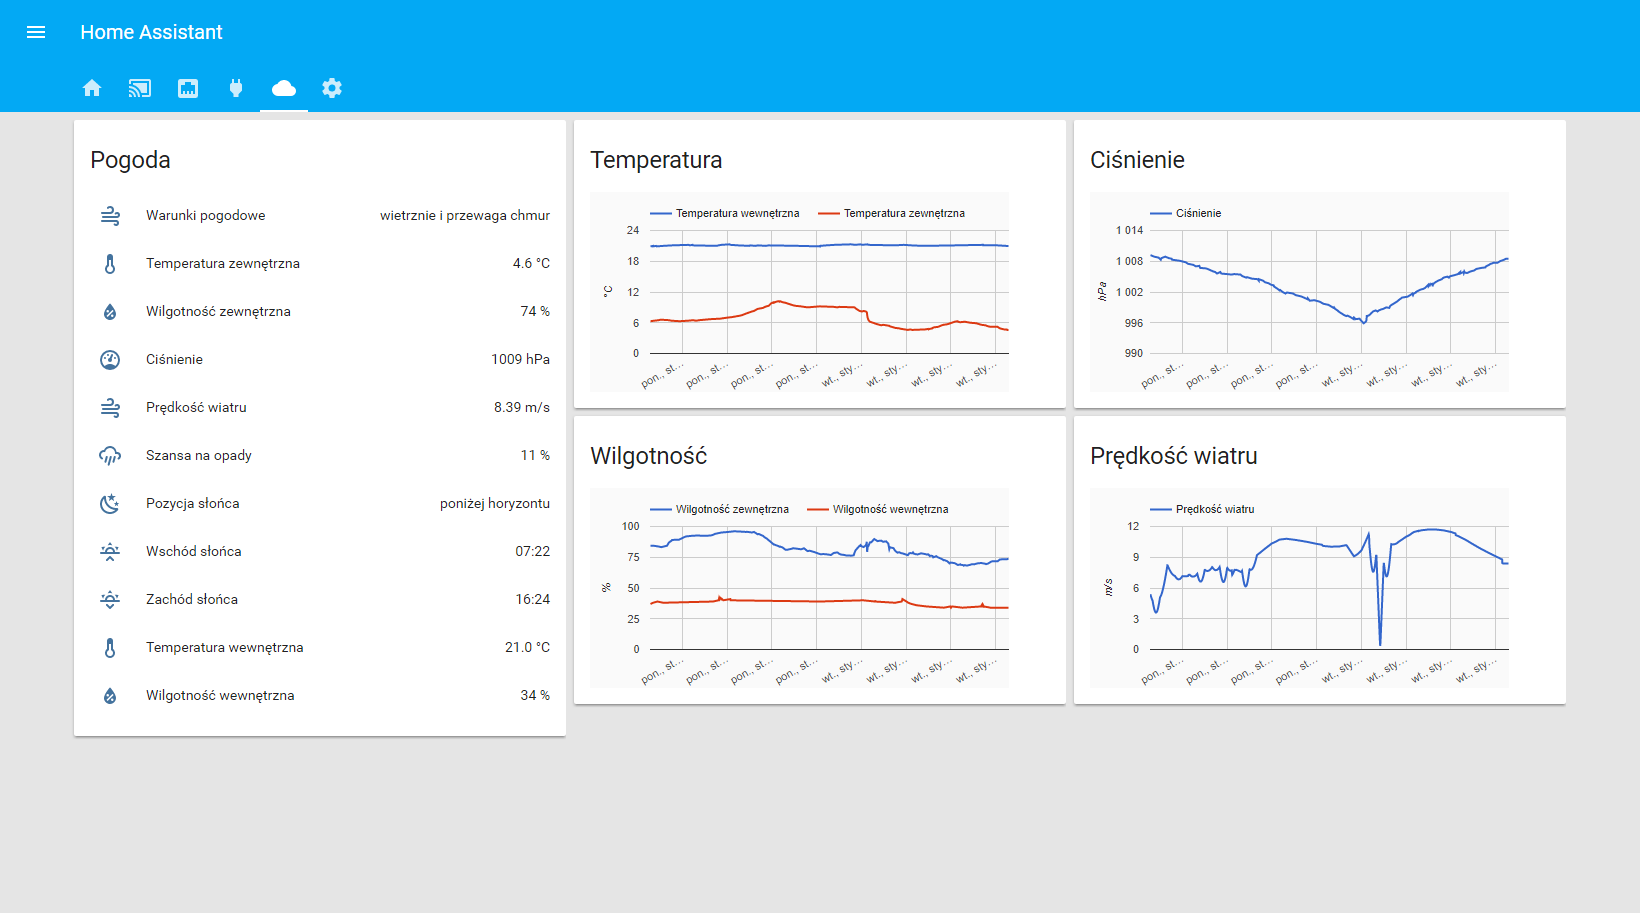 Home Assistant
Pogoda
Warunki pogodowe wietrznie i przewaga chmur
Temperatura zewnętrzna 4.6 °C
Wilgotność zewnętrzna 74 %
Ciśnienie 1009 hPa
Prędkość wiatru 8.39 m/s
Szansa na opady 11 %
Pozycja słońca poniżej horyzontu
Wschód słońca 07:22
Zachód słońca 16:24
Temperatura wewnętrzna 21.0 °C
Wilgotność wewnętrzna 34 %
Temperatura
Temperatura wewnętrzna Temperatura zewnętrzna
24
18
12
6
0
°C
pon., st... pon., st... pon., st... pon., st... wt., sty... wt., sty... wt., sty... wt., sty...
Ciśnienie
Ciśnienie
1 014
1 008
1 002
996
990
hPa
pon., st... pon., st... pon., st... pon., st... wt., sty... wt., sty... wt., sty... wt., sty...
Wilgotność
Wilgotność zewnętrzna Wilgotność wewnętrzna
100
75
50
25
0
%
pon., st... pon., st... pon., st... pon., st... wt., sty... wt., sty... wt., sty... wt., sty...
Prędkość wiatru
Prędkość wiatru
12
9
6
3
0
m/s
pon., st... pon., st... pon., st... pon., st... wt., sty... wt., sty... wt., sty... wt., sty...